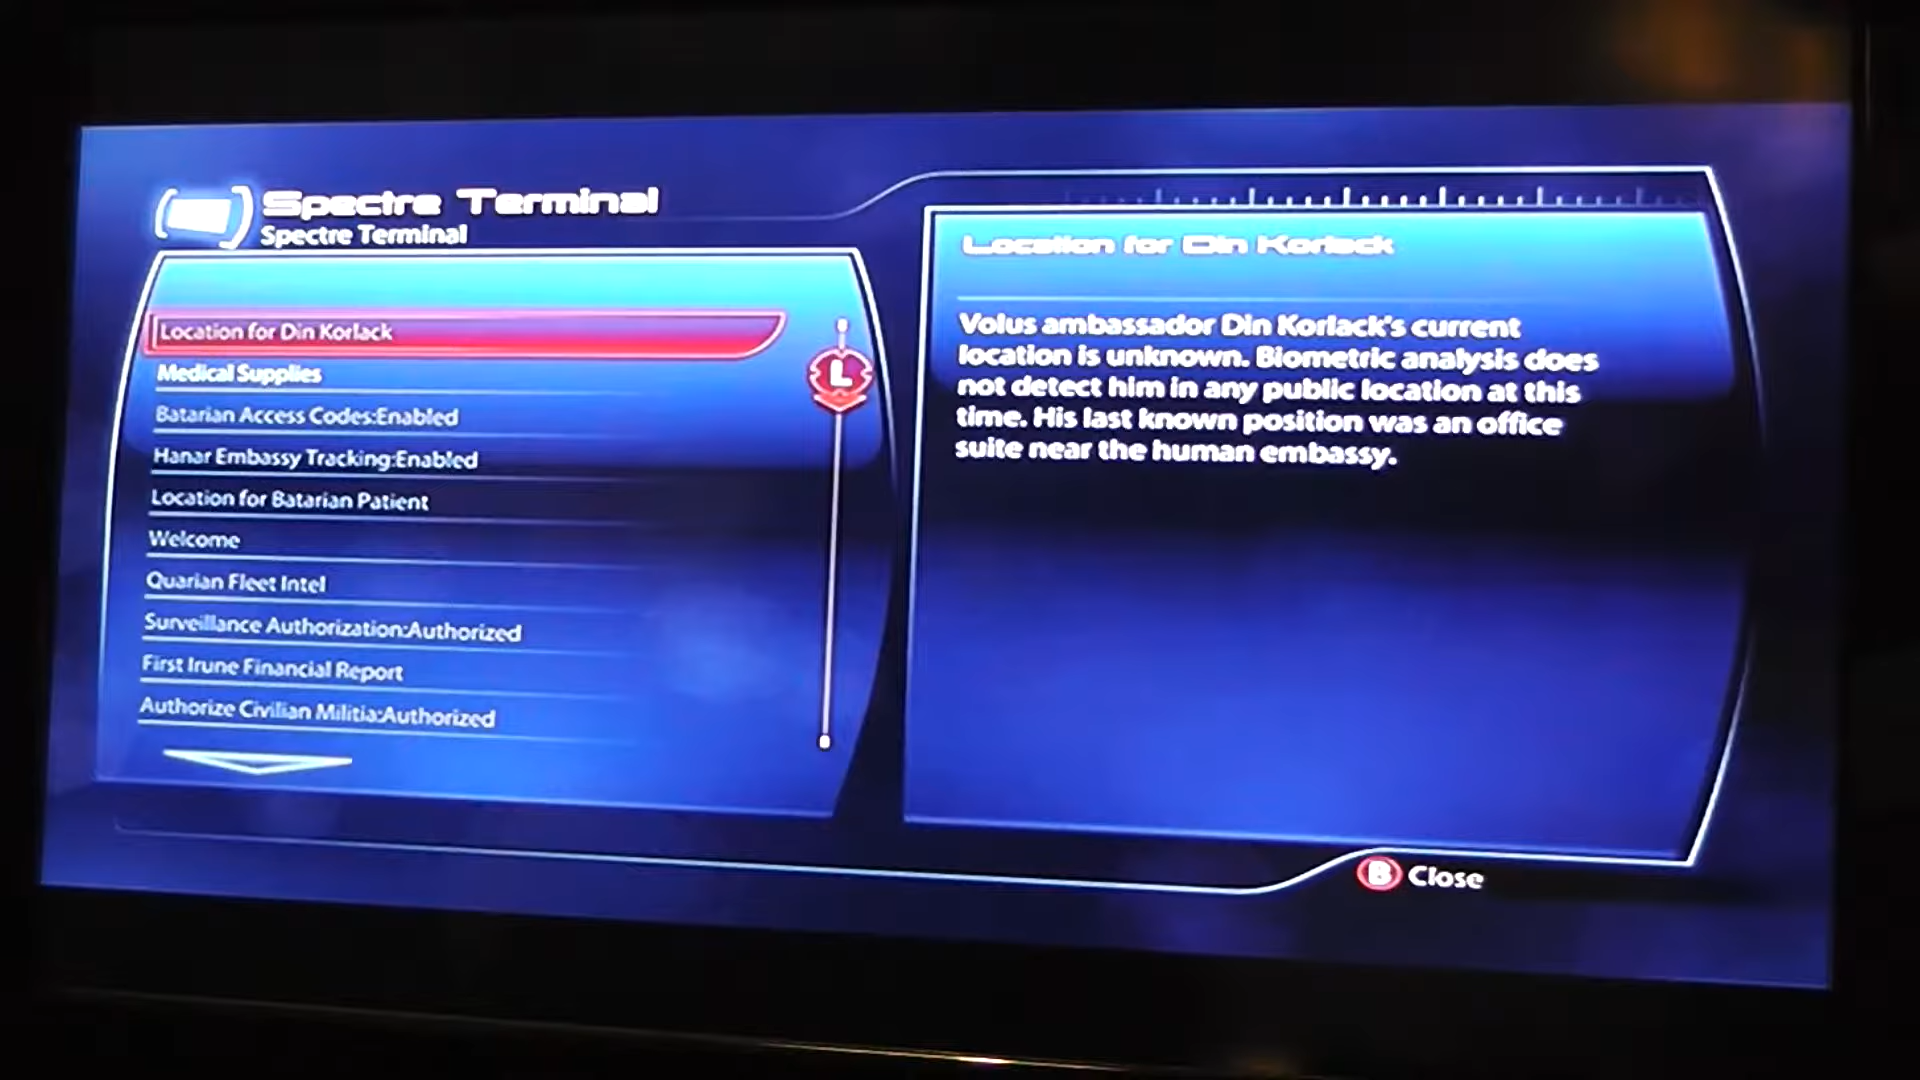 Spectre Terminal
Spectre Terminal
Location for Din Korlack
Medical Supplies
Batarian Access Codes:Enabled
Hanar Embassy Tracking:Enabled
Location for Batarian Patient
Welcome
Quarian Fleet Intel
Surveillance Authorization:Authorized
First Irune Financial Report
Authorize Civilian Militia:Authorized
L
Location for Din Korlack
Volus ambassador Din Korlack's current
location is unknown. Biometric analysis does
not detect him in any public location at this
time. His last known position was an office
suite near the human embassy.
B Close